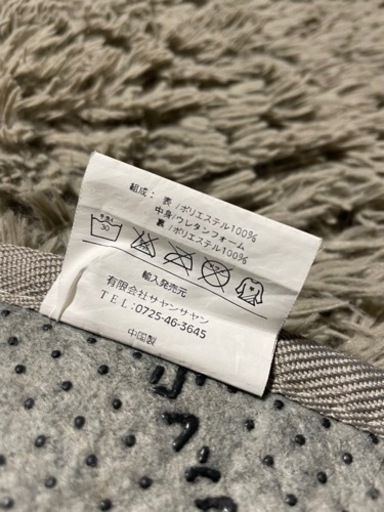 組成: 表/ポリエステル100%
中身/ウレタンフォーム
裏/ポリエステル100%
30
輸入発売元
有限会社サヤンサヤン
TEL:0725-46-3645
中国製